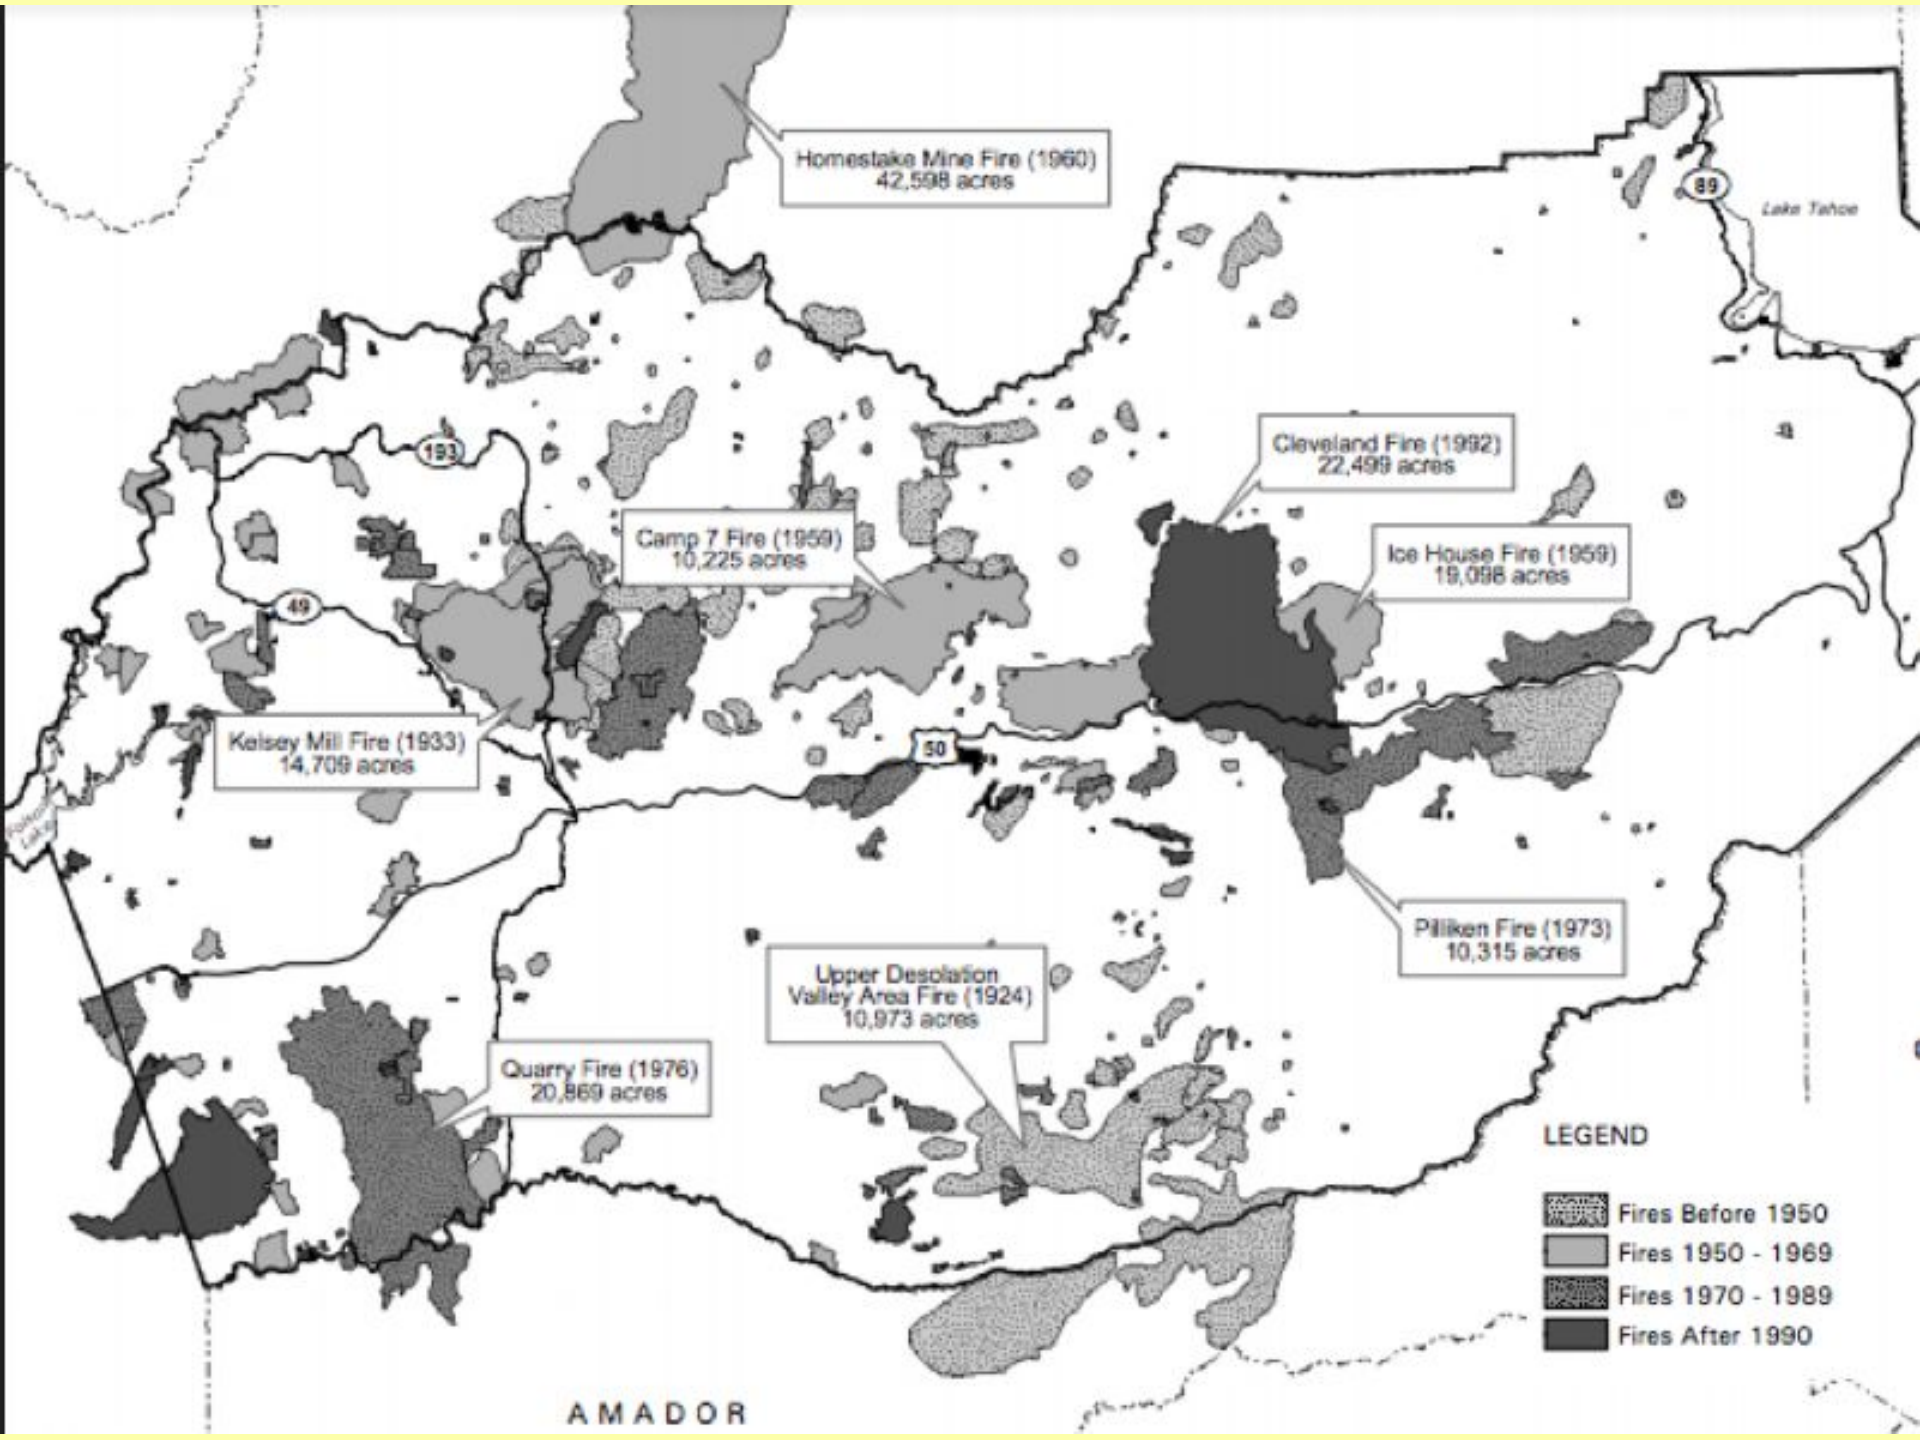 Homestake Mine Fire (1960)
42,598 acres
89
Lake Tahoe
193
Cleveland Fire (1992)
22,499 acres
Camp 7 Fire (1959)
10,225 acres
Ice House Fire (1959)
19,098 acres
49
Kelsey Mill Fire (1933)
14,709 acres
50
Folsom
Lake
Pilliken Fire (1973)
10,315 acres
Upper Desolation
Valley Area Fire (1924)
10,973 acres
Quarry Fire (1976)
20,869 acres
LEGEND
Fires Before 1950
Fires 1950 - 1969
Fires 1970 - 1989
Fires After 1990
AMADOR